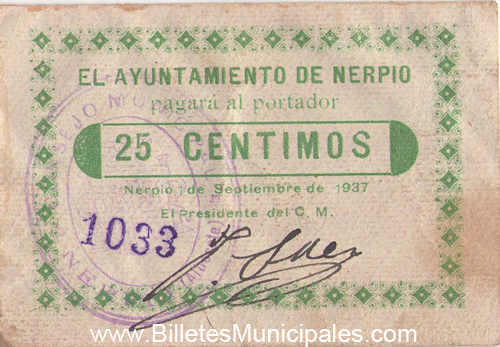 EL AYUNTAMIENTO DE NERPIO
pagará al portador
25 CENTIMOS
Nerpio 1 de Septiembre de 1937
El Presidente del C. M.
1033
(Albacete)
www.BilletesMunicipales.com